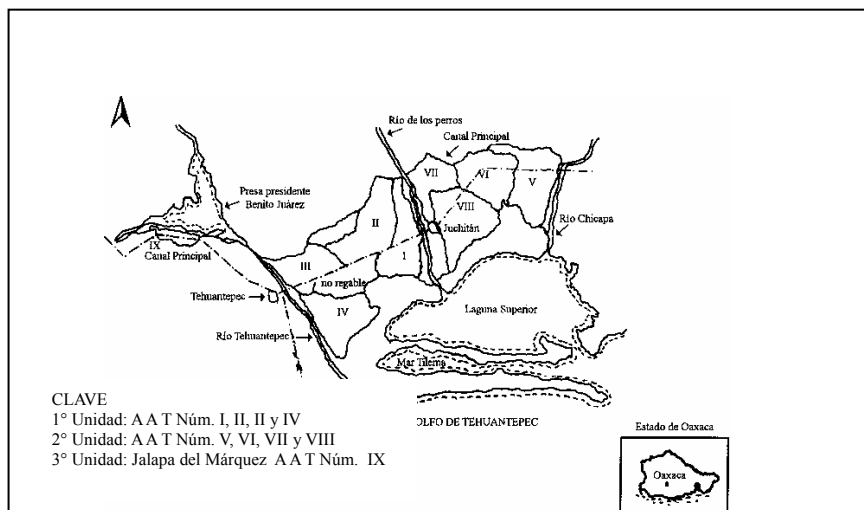 Río de los perros
Canal Principal
VII
VI
V
Presa presidente
Benito Juárez
VIII
II
Río Chicapa
Juchitán
IX
Canal Principal
III
1
no regable
Tehuantepec
Laguna Superior
IV
Río Tehuantepec
Mar Tilema
CLAVE
1° Unidad: A A T Núm. I, II, II y IV
2° Unidad: A A T Núm. V, VI, VII y VIII
3° Unidad: Jalapa del Márquez A A T Núm. IX
OLFO DE TEHUANTEPEC
Estado de Oaxaca
Oaxaca